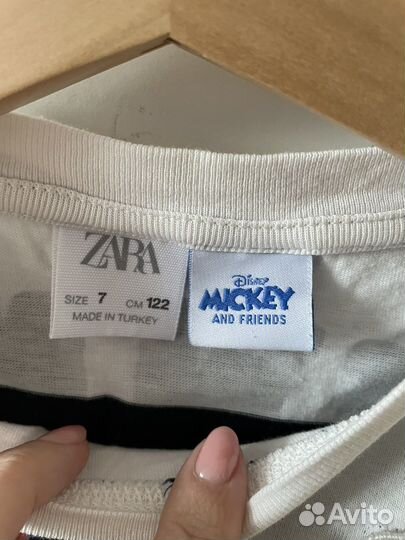 ZARA
SIZE 7 CM 122
MADE IN TURKEY
Disney
MICKEY
AND FRIENDS
Avito